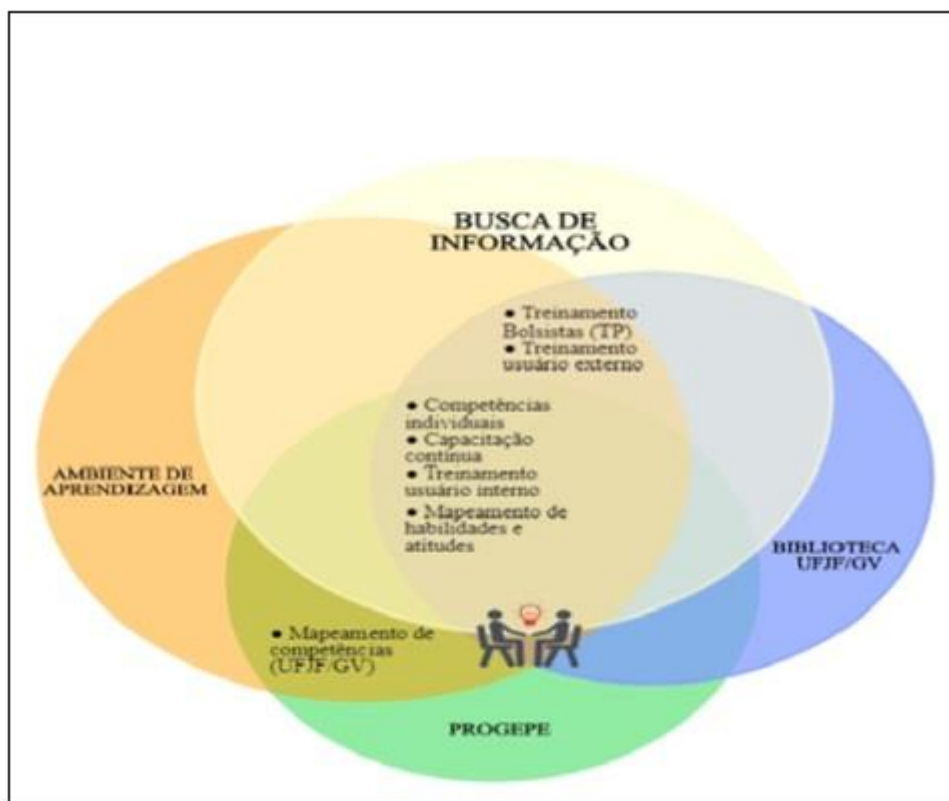 BUSCA DE
INFORMAÇÃO
● Treinamento
Bolsistas (TP)
● Treinamento
usuário externo
● Competências
individuais
● Capacitação
contínua
● Treinamento
usuário interno
● Mapeamento de
habilidades e
atitudes
AMBIENTE DE
APRENDIZAGEM
BIBLIOTECA
UFJF/GV
● Mapeamento de
competências
(UFJF/GV)
PROGEPE